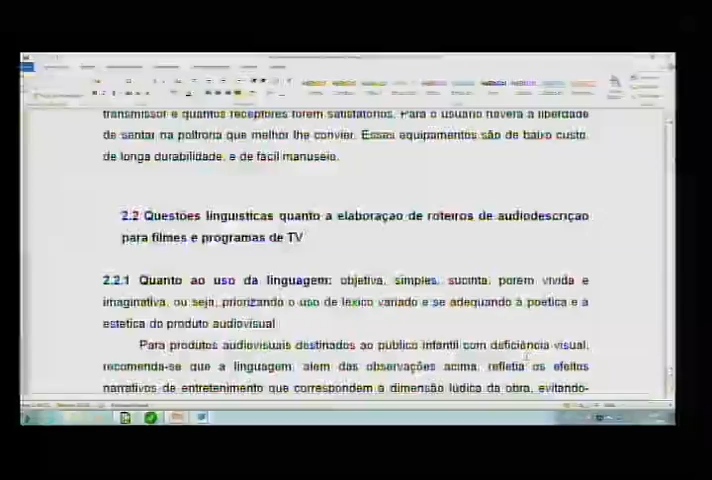 transmissor e quantos receptores forem satisfatórios. Para o usuário haverá a liberdade
de sentar na poltrona que melhor lhe convier. Essas equipamentos são de baixo custo,
de longa durabilidade, e de fácil manuseio.
2.2 Questões linguísticas quanto a elaboração de roteiros de audiodescrição
para filmes e programas de TV
2.2.1 Quanto ao uso da linguagem: objetiva, simples, sucinta, porém vívida e
imaginativa, ou seja, priorizando o uso de léxico variado e se adequando à poética e a
estética do produto audiovisual
Para produtos audiovisuais destinados ao público infantil com deficiência visual,
recomenda-se que a linguagem, além das observações acima, refletia os efeitos
narrativos de entretenimento que correspondem a dimensão lúdica da obra, evitando-